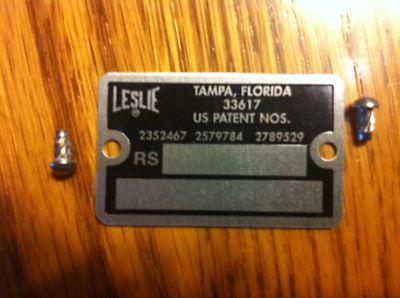 LESLIE
®
TAMPA, FLORIDA
33617
US PATENT NOS.
2352467 2579784 2789529
RS